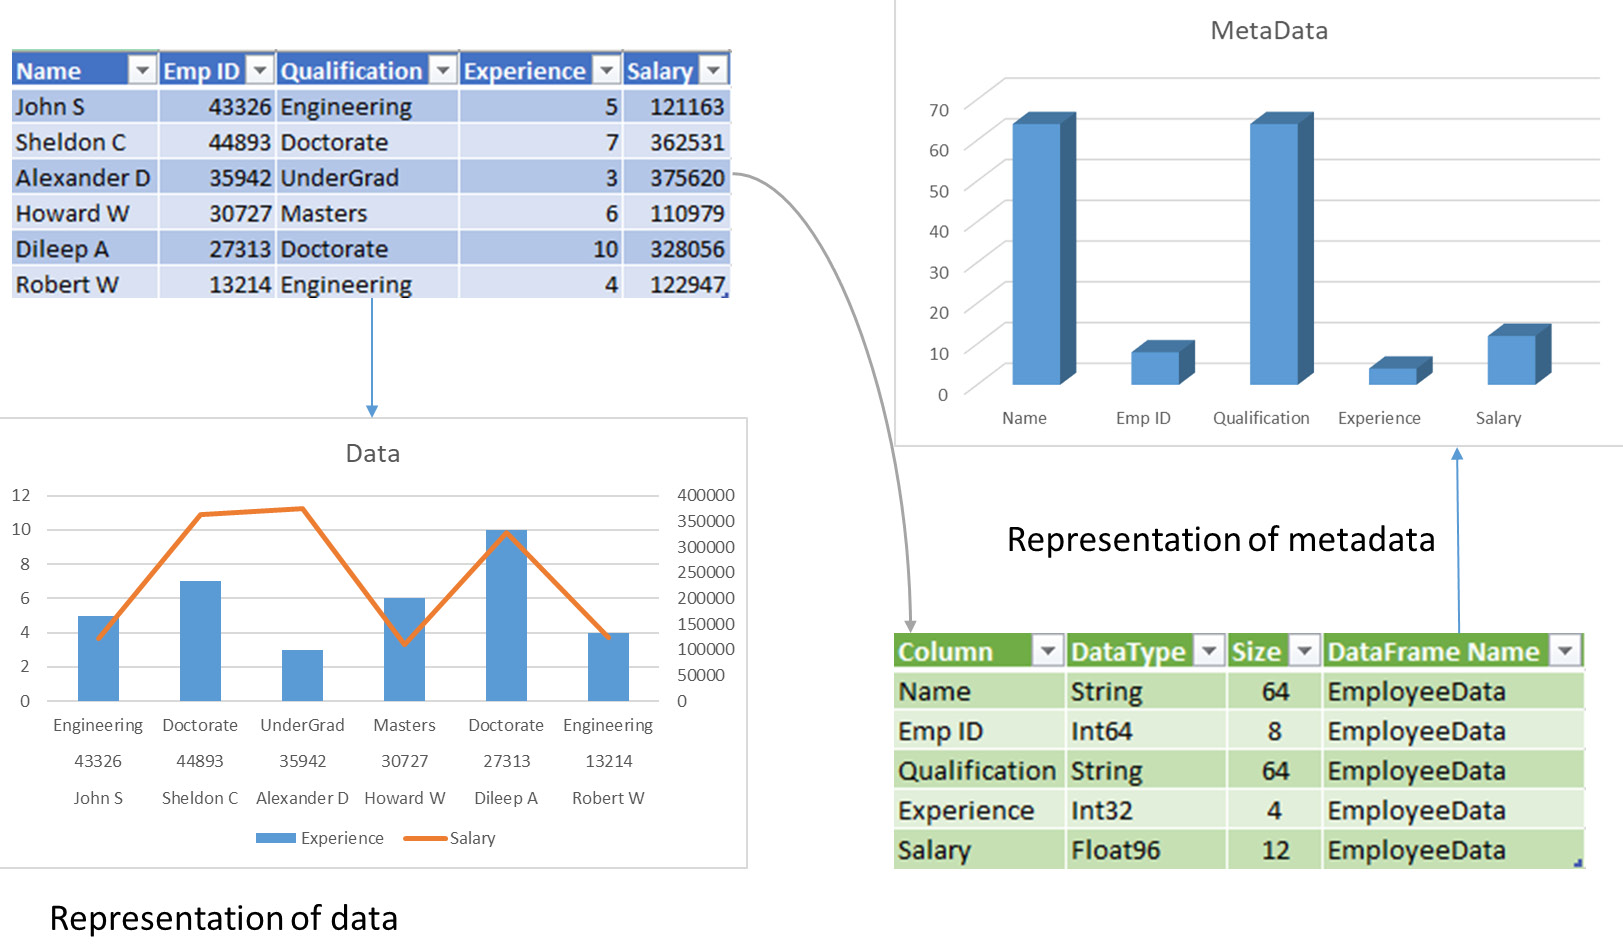 Name Emp ID Qualification Experience Salary
John S 43326 Engineering 5 121163
Sheldon C 44893 Doctorate 7 362531
Alexander D 35942 UnderGrad 3 375620
Howard W 30727 Masters 6 110979
Dileep A 27313 Doctorate 10 328056
Robert W 13214 Engineering 4 122947
Data
12 400000
350000
10
300000
8
250000
6 200000
150000
4
100000
2
50000
0 0
Engineering Doctorate UnderGrad Masters Doctorate Engineering
43326 44893 35942 30727 27313 13214
John S Sheldon C Alexander D Howard W Dileep A Robert W
Experience Salary
Representation of data
MetaData
70
60
50
40
30
20
10
0
Name Emp ID Qualification Experience Salary
Representation of metadata
Column DataType Size DataFrame Name
Name String 64 EmployeeData
Emp ID Int64 8 EmployeeData
Qualification String 64 EmployeeData
Experience Int32 4 EmployeeData
Salary Float96 12 EmployeeData